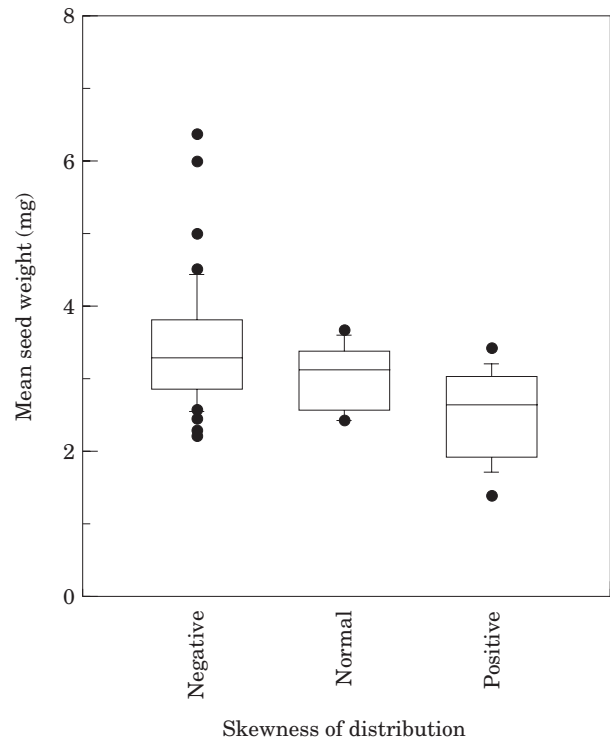 8
6
4
2
0
Mean seed weight (mg)
Negative
Normal
Positive
Skewness of distribution